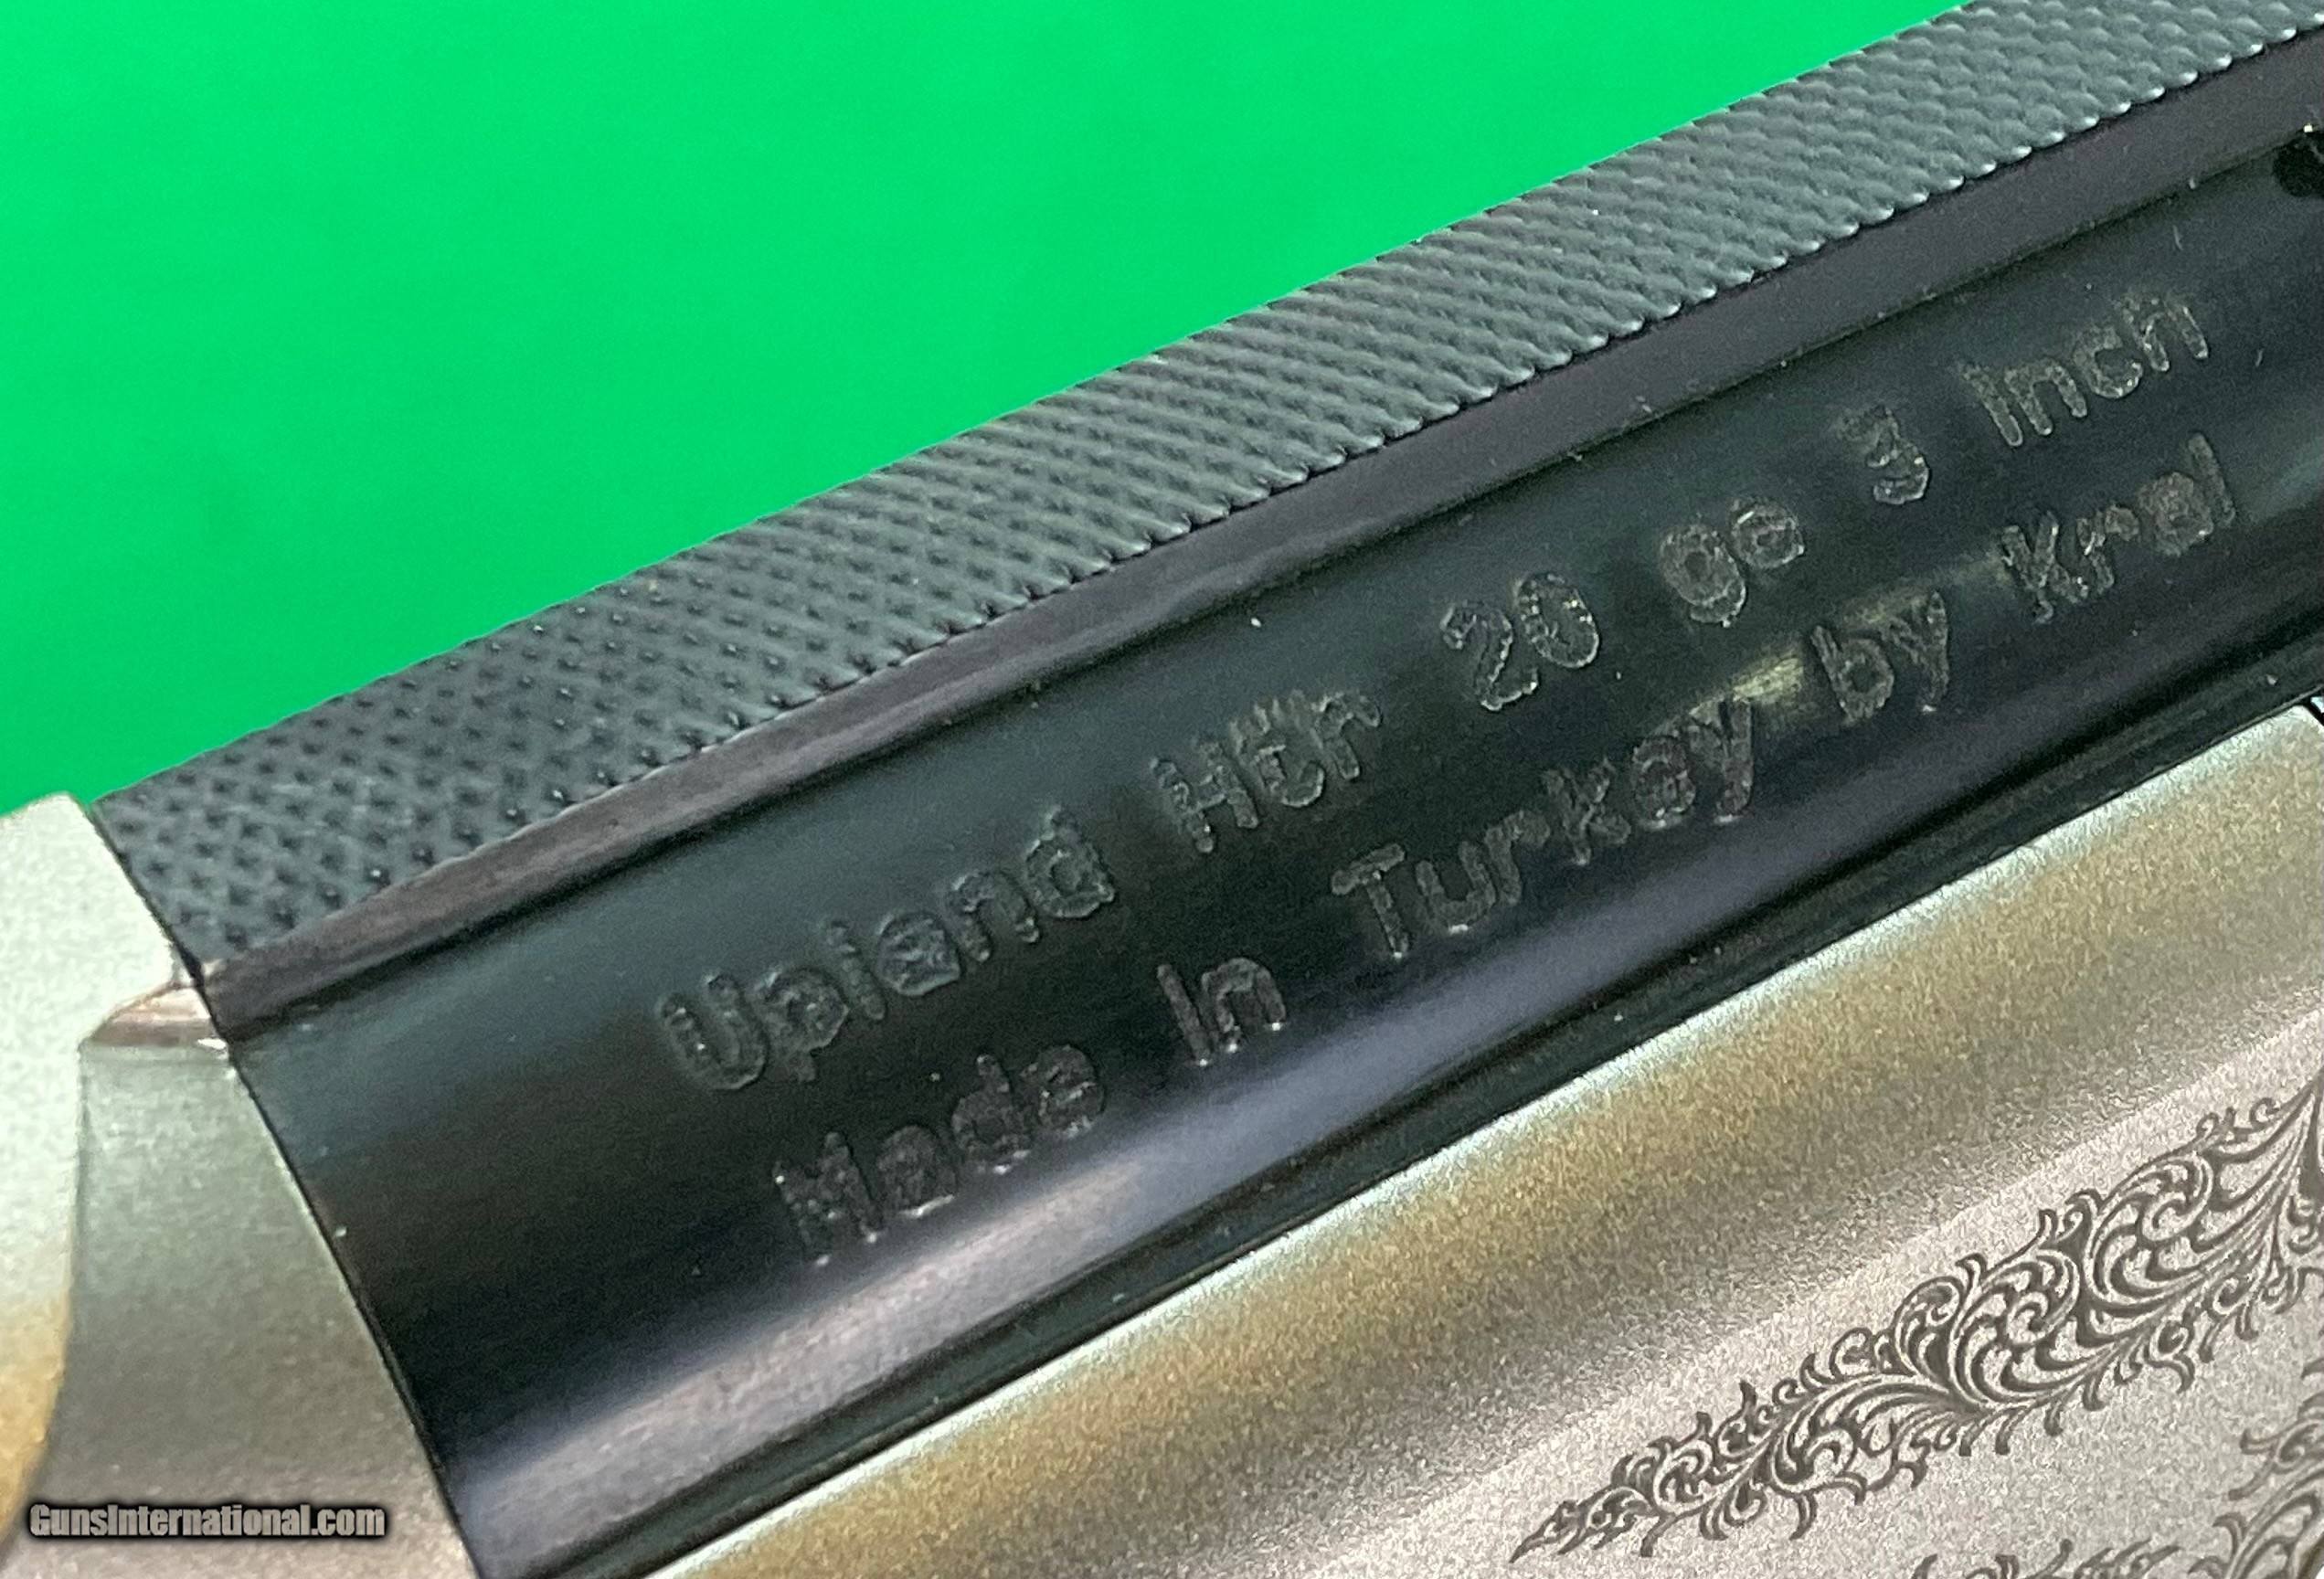 Upland Htr 20 ga 3 Inch
Made In Turkey by Kral
GunsInternational.com